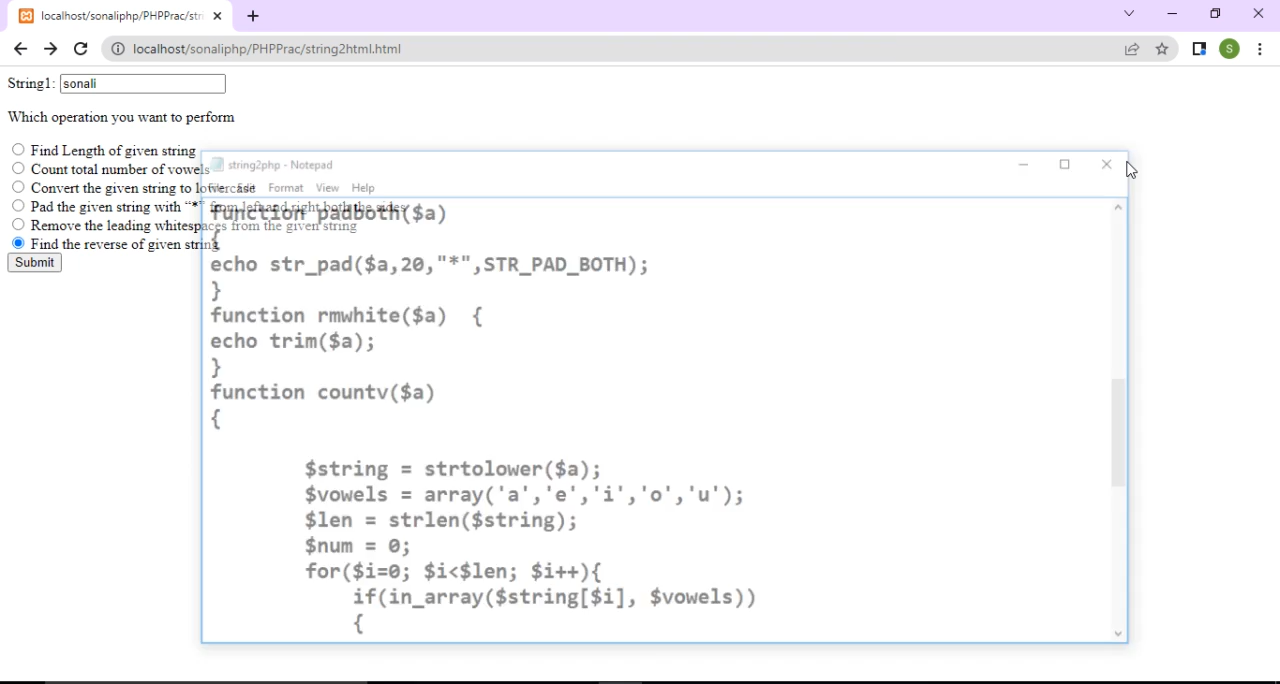 localhost/sonaliphp/PHPPrac/str
localhost/sonaliphp/PHPPrac/string2html.html
S
String1: sonali
Which operation you want to perform
Find Length of given string
Count total number of vowels
Convert the given string to lowercase
Pad the given string with “*” from left and right both the sides
Remove the leading whitespaces from the given string
Find the reverse of given string
Submit
string2php - Notepad
File Edit Format View Help
function padboth($a)
{
echo str_pad($a,20,"*",STR_PAD_BOTH);
}
function rmwhite($a) {
echo trim($a);
}
function countv($a)
{
$string = strtolower($a);
$vowels = array('a','e','i','o','u');
$len = strlen($string);
$num = 0;
for($i=0; $i<$len; $i++){
if(in_array($string[$i], $vowels))
{